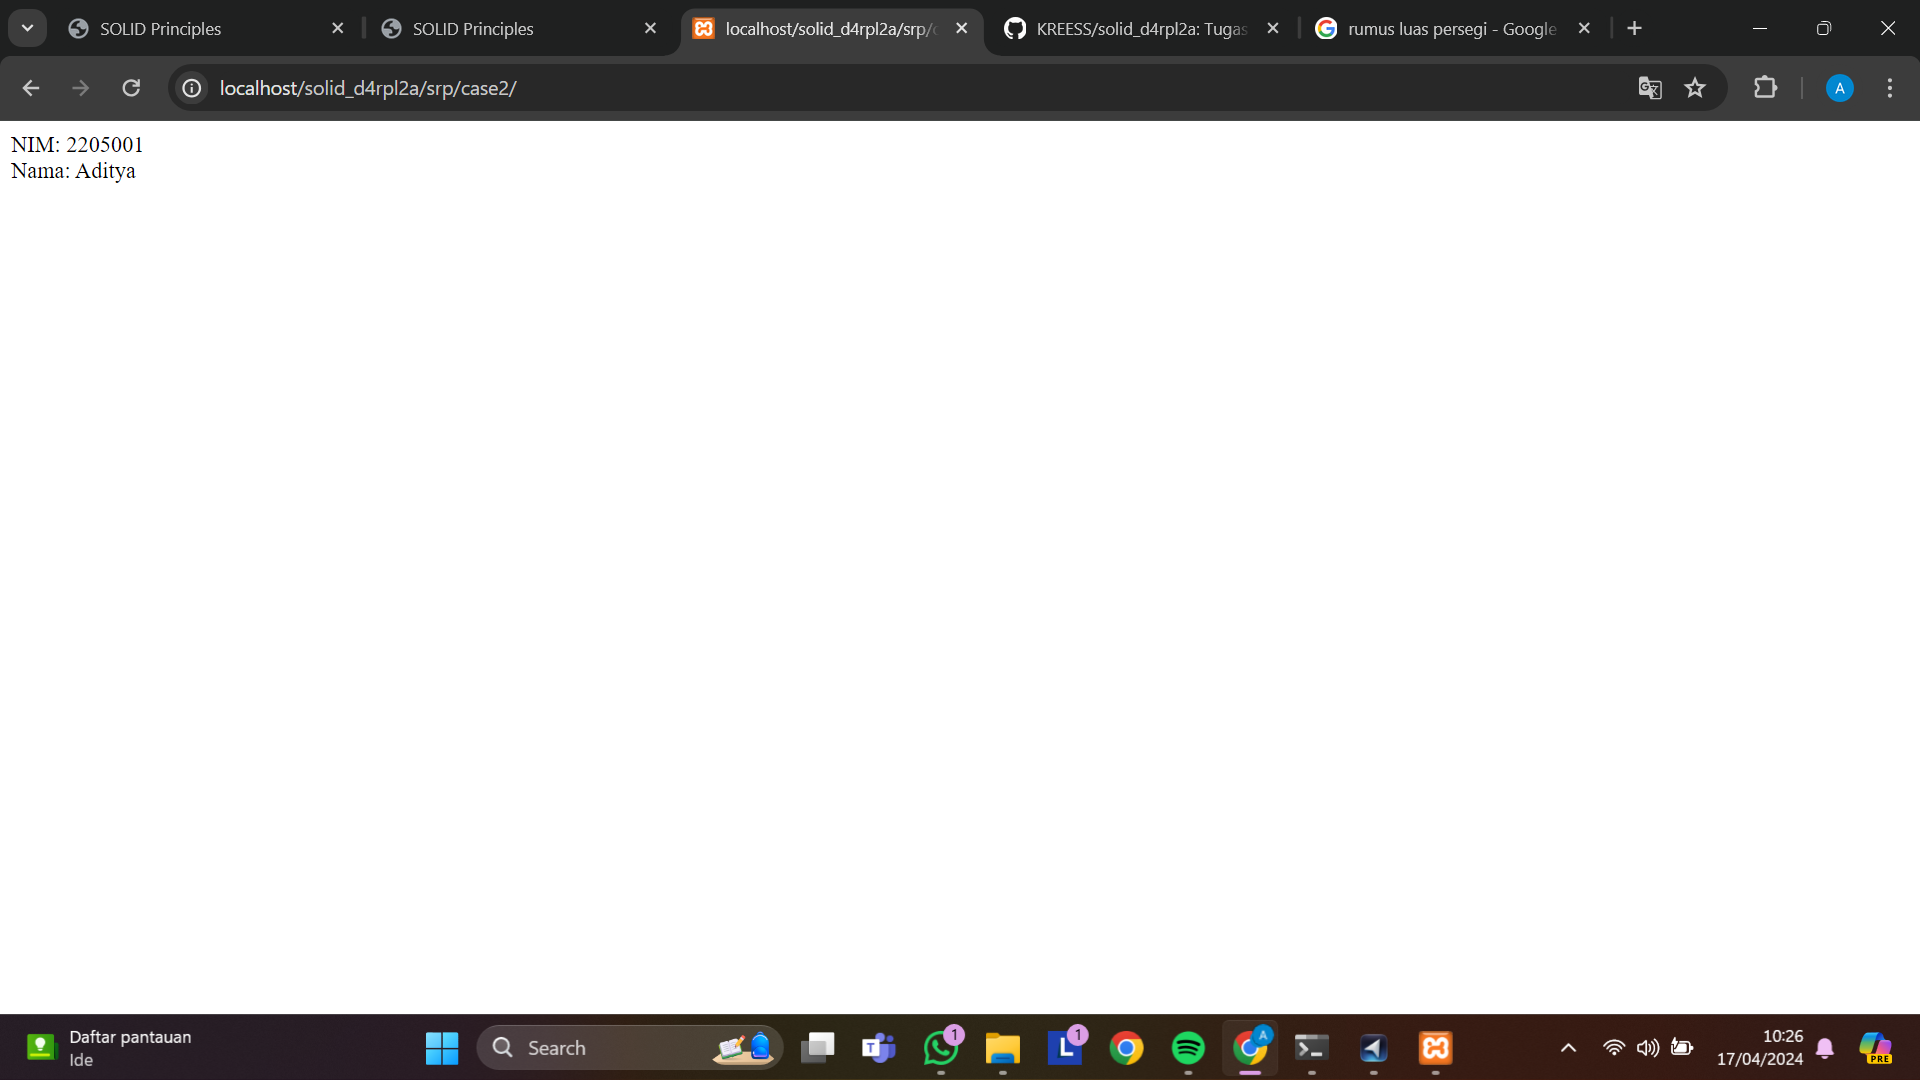 SOLID Principles
SOLID Principles
localhost/solid_d4rpl2a/srp/c
KREESS/solid_d4rpl2a: Tugas
rumus luas persegi - Google
localhost/solid_d4rpl2a/srp/case2/
A
NIM: 2205001
Nama: Aditya
Daftar pantauan
Ide
Search
1
1
L
A
PRE
10:26
17/04/2024